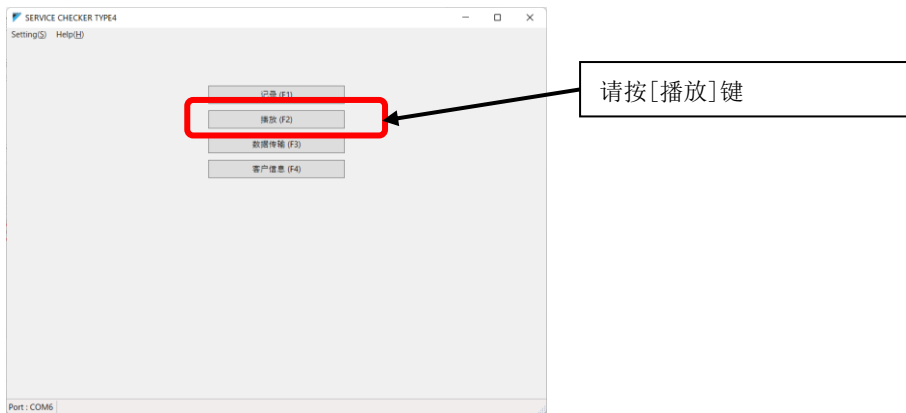 SERVICE CHECKER TYPE4
Setting(S) Help(H)
记录 (F1)
播放 (F2)
请按[播放]键
数据传输 (F3)
客户信息 (F4)
Port : COM6